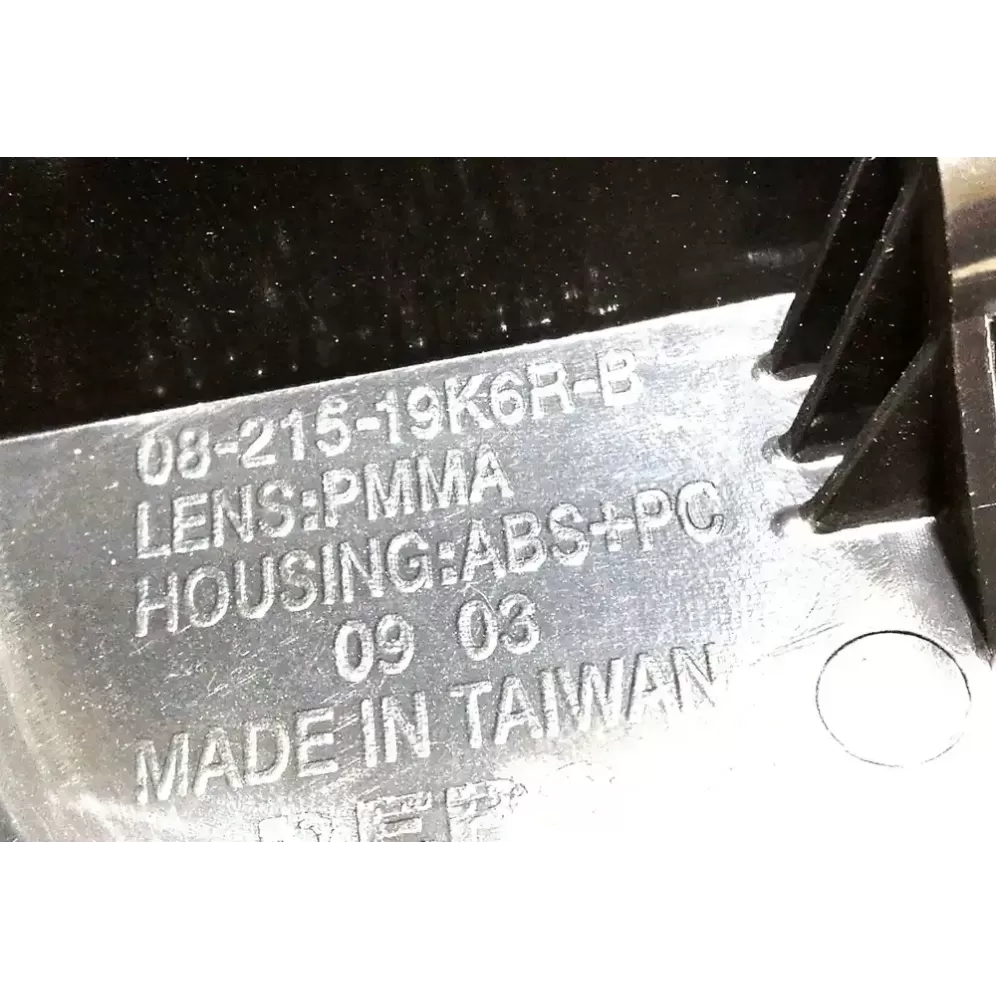 08-215-19K6R-B
LENS:PMMA
HOUSING:ABS+PC
09 03
MADE IN TAIWAN